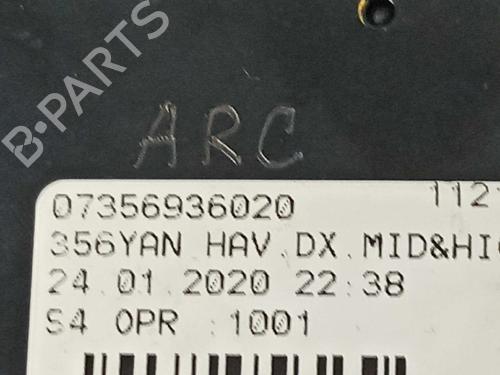 B-PARTS
ARC
07356936020 112
356YAN HAV.DX.MID&HI
24.01.2020 22:38
S4 OPR :1001